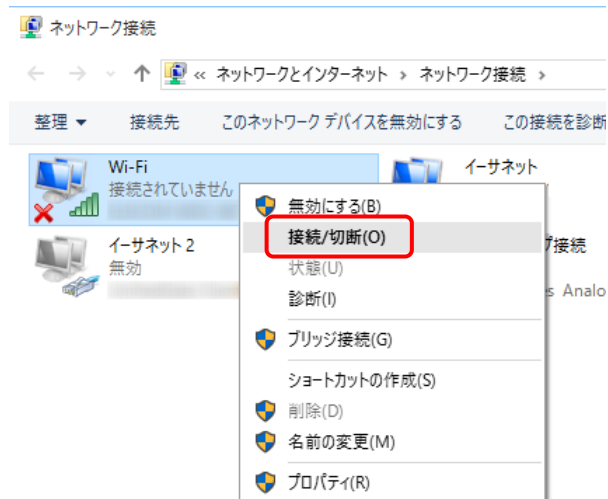 ネットワーク接続
« ネットワークとインターネット › ネットワーク接続 ›
整理 接続先 このネットワーク デバイスを無効にする この接続を診断
Wi-Fi
接続されていません
イーサネット
イーサネット 2
無効
プ接続
s Analo
無効にする(B)
接続/切断(O)
状態(U)
診断(I)
ブリッジ接続(G)
ショートカットの作成(S)
削除(D)
名前の変更(M)
プロパティ(R)